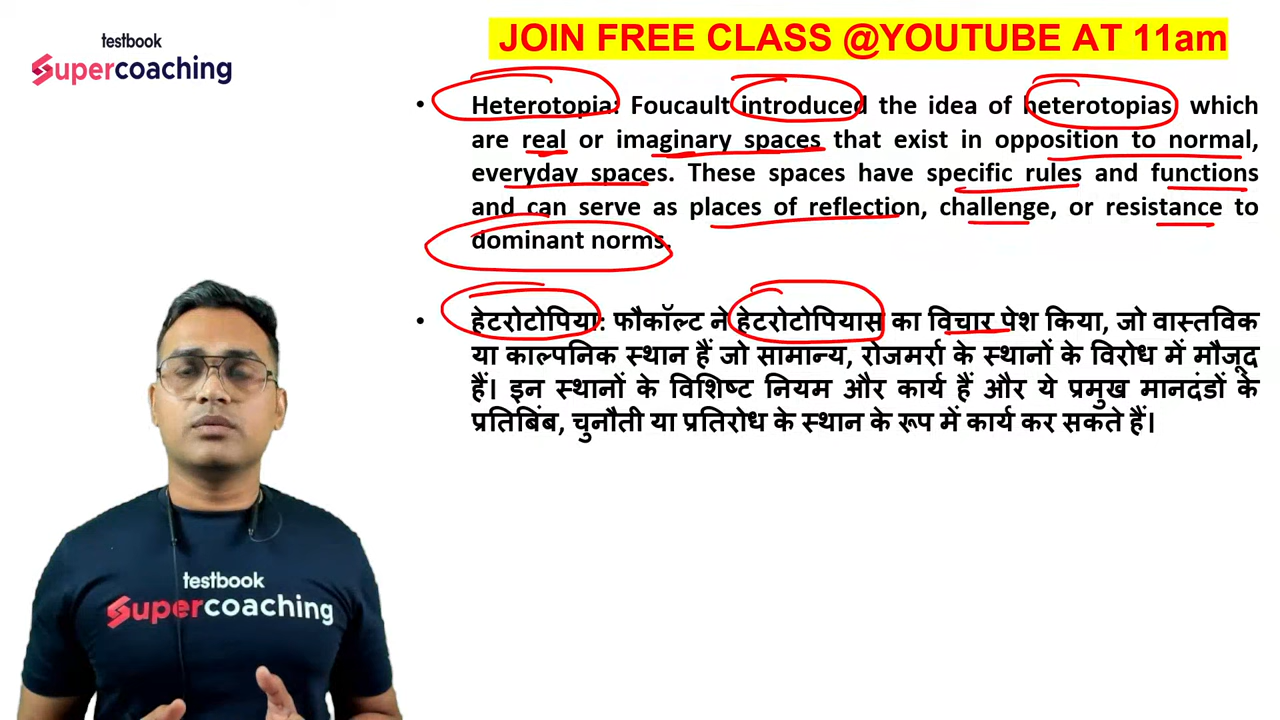 testbook
Supercoaching
JOIN FREE CLASS @YOUTUBE AT 11am
• Heterotopia: Foucault introduced the idea of heterotopias which
are real or imaginary spaces that exist in opposition to normal,
everyday spaces. These spaces have specific rules and functions
and can serve as places of reflection, challenge, or resistance to
dominant norms.
• हेटरोटोपिया: फौकॉल्ट ने हेटरोटोपियास का विचार पेश किया, जो वास्तविक
या काल्पनिक स्थान हैं जो सामान्य, रोजमर्रा के स्थानों के विरोध में मौजूद
हैं। इन स्थानों के विशिष्ट नियम और कार्य हैं और ये प्रमुख मानदंडों के
प्रतिबिंब, चुनौती या प्रतिरोध के स्थान के रूप में कार्य कर सकते हैं।
testbook
Supercoaching